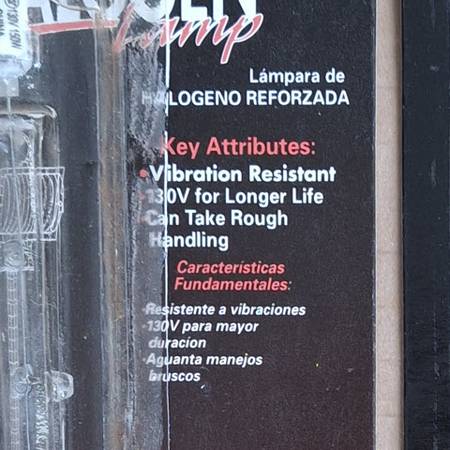 Lamp
Lámpara de
HALOGENO REFORZADA
Key Attributes:
•Vibration Resistant
•130V for Longer Life
•Can Take Rough
Handling
Características
Fundamentales:
•Resistente a vibraciones
•130V para mayor
duracion
•Aguanta manejos
bruscos